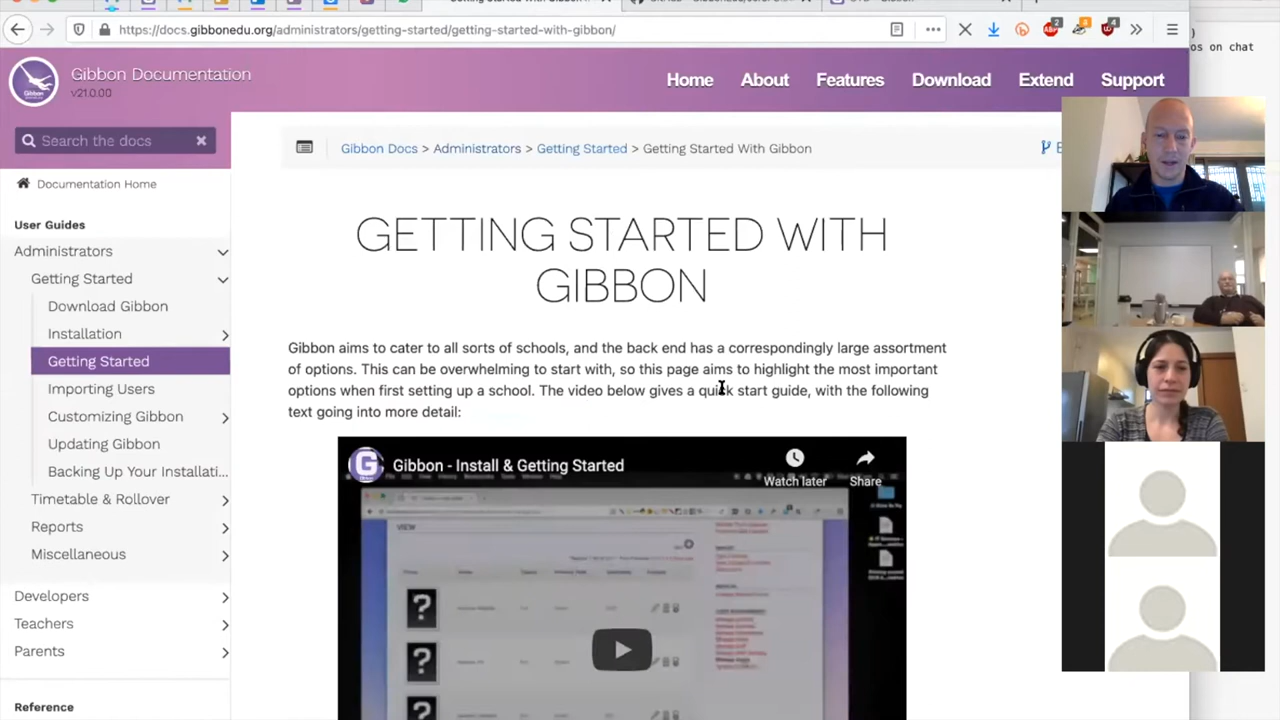 https://docs.gibbonedu.org/administrators/getting-started/getting-started-with-gibbon/
os on chat
Gibbon Documentation
v21.0.00
Home
About
Features
Download
Extend
Support
Search the docs
Gibbon Docs > Administrators > Getting Started > Getting Started With Gibbon
Documentation Home
User Guides
Administrators
Getting Started
Download Gibbon
Installation
Getting Started
Importing Users
Customizing Gibbon
Updating Gibbon
Backing Up Your Installati...
Timetable & Rollover
Reports
Miscellaneous
Developers
Teachers
Parents
Reference
GETTING STARTED WITH
GIBBON
Gibbon aims to cater to all sorts of schools, and the back end has a correspondingly large assortment
of options. This can be overwhelming to start with, so this page aims to highlight the most important
options when first setting up a school. The video below gives a quick start guide, with the following
text going into more detail:
Gibbon - Install & Getting Started
Watch later
Share
VIEW